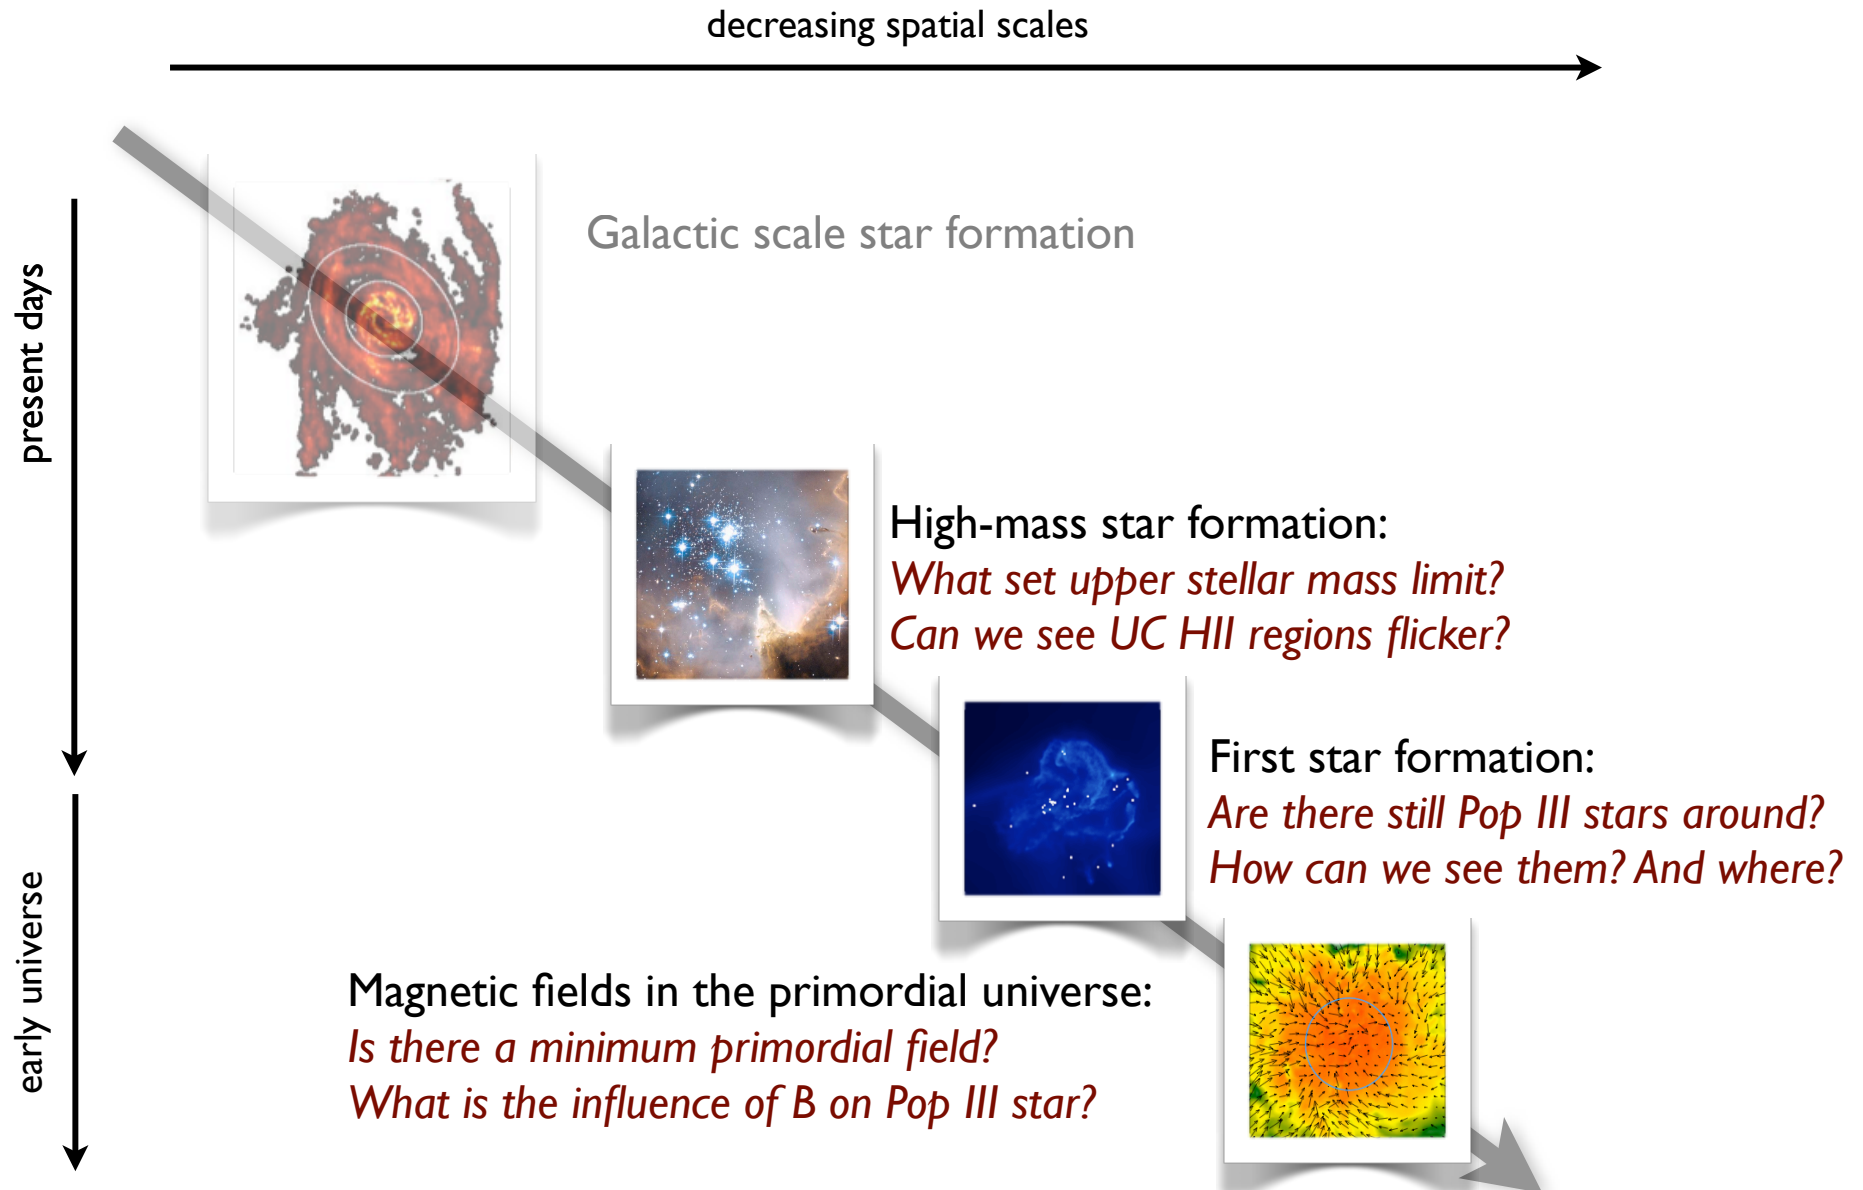 decreasing spatial scales
present days
Galactic scale star formation
High-mass star formation:
What set upper stellar mass limit?
Can we see UC HII regions flicker?
First star formation:
Are there still Pop III stars around?
How can we see them? And where?
early universe
Magnetic fields in the primordial universe:
Is there a minimum primordial field?
What is the influence of B on Pop III star?